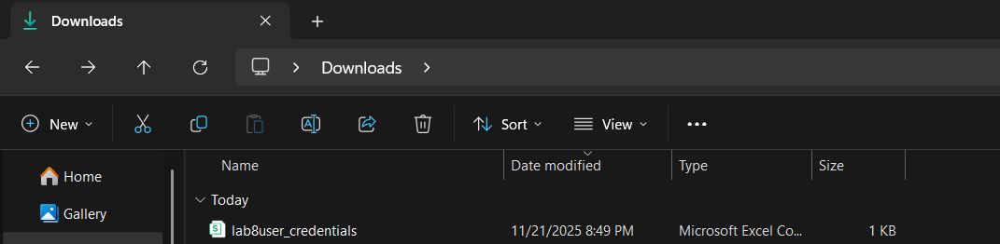 Downloads
Downloads
New Sort View
Name Date modified Type Size
Home
Today
Gallery
lab8user_credentials 11/21/2025 8:49 PM Microsoft Excel Co... 1 KB